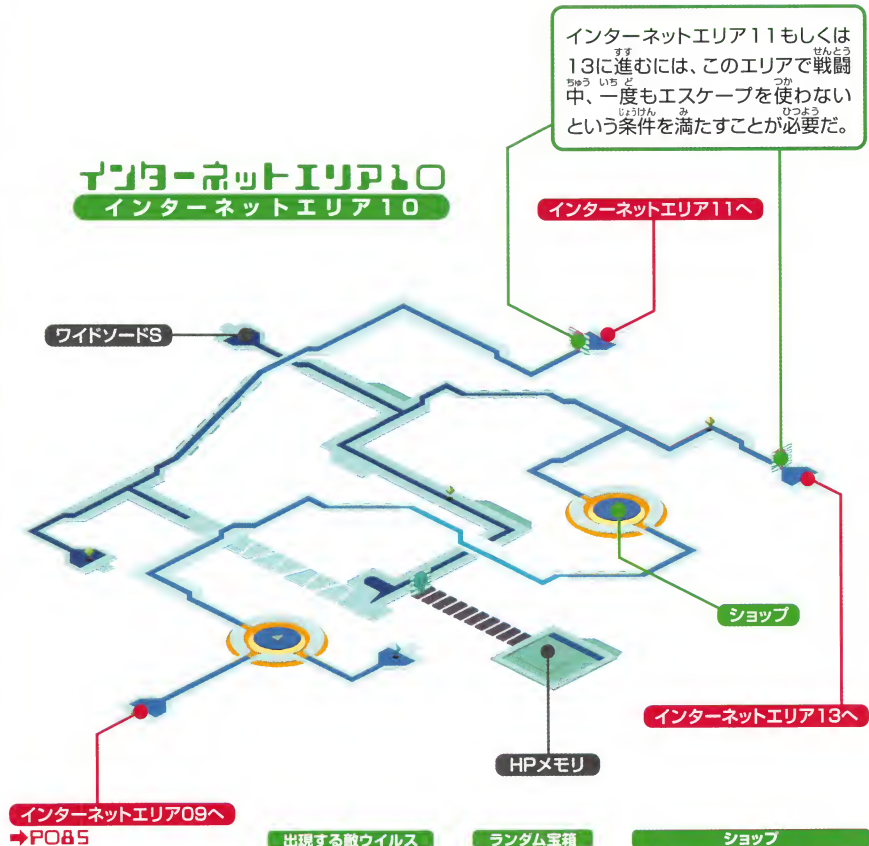 インターネットエリア11もしくは
13に進むには、このエリアで戦闘
中、一度もエスケープを使わない
という条件を満たすことが必要だ。
インターネットエリア10
インターネットエリア10
インターネットエリア11へ
ワイドソードS
ショップ
インターネットエリア13へ
HPメモリ
インターネットエリア09へ
➡P085
出現する敵ウイルス
ランダム宝箱
ショップ